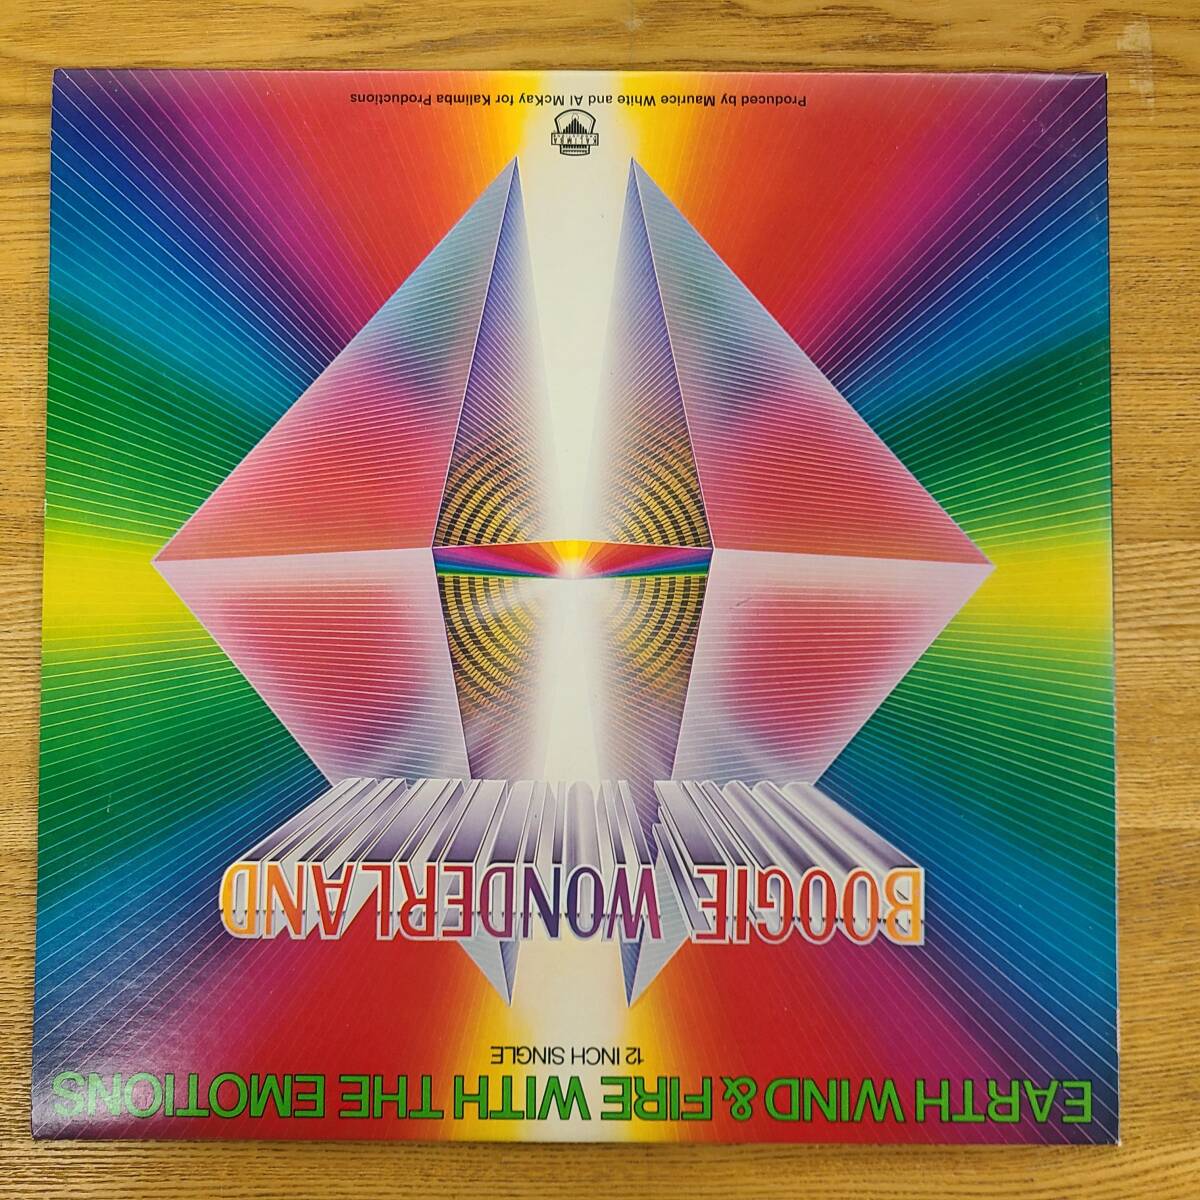 EARTH WIND & FIRE WITH THE EMOTIONS
12 INCH SINGLE
BOOGIE WONDERLAND
KALIMBA
Produced by Maurice White and Al McKay for Kalimba Productions